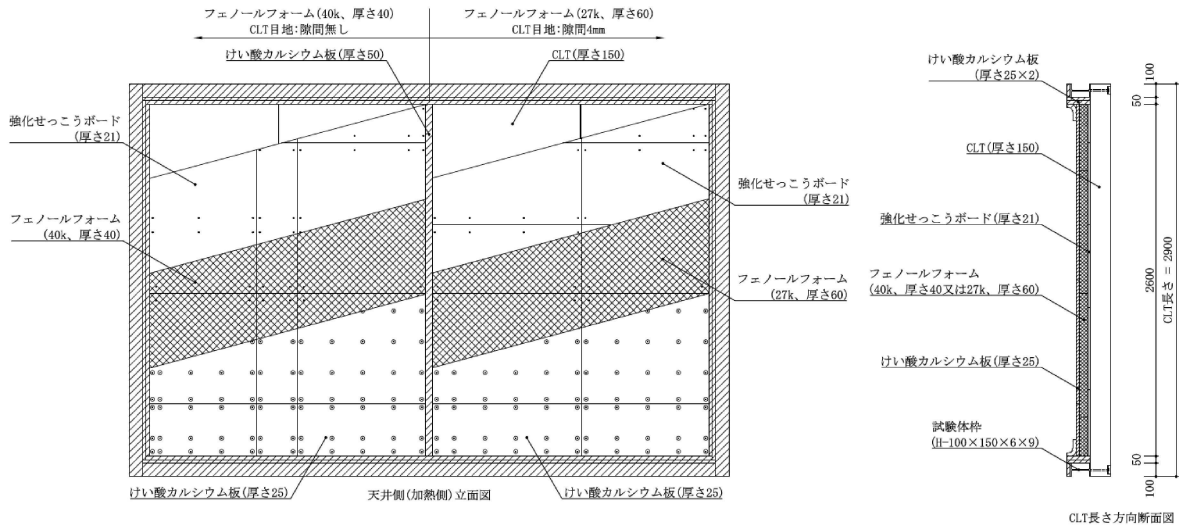 フェノールフォーム(40k、厚さ40)
CLT目地:隙間無し
フェノールフォーム(27k、厚さ60)
CLT目地:隙間4mm
けい酸カルシウム板(厚さ50)
CLT(厚さ150)
強化せっこうボード
(厚さ21)
フェノールフォーム
(40k、厚さ40)
強化せっこうボード
(厚さ21)
フェノールフォーム
(27k、厚さ60)
けい酸カルシウム板(厚さ25)
天井側(加熱側)立面図
けい酸カルシウム板(厚さ25)
けい酸カルシウム板
(厚さ25×2)
CLT(厚さ150)
強化せっこうボード(厚さ21)
フェノールフォーム
(40k、厚さ40又は27k、厚さ60)
けい酸カルシウム板(厚さ25)
試験体枠
(H-100×150×6×9)
100
50
2600
CLT長さ = 2900
50
100
CLT長さ方向断面図